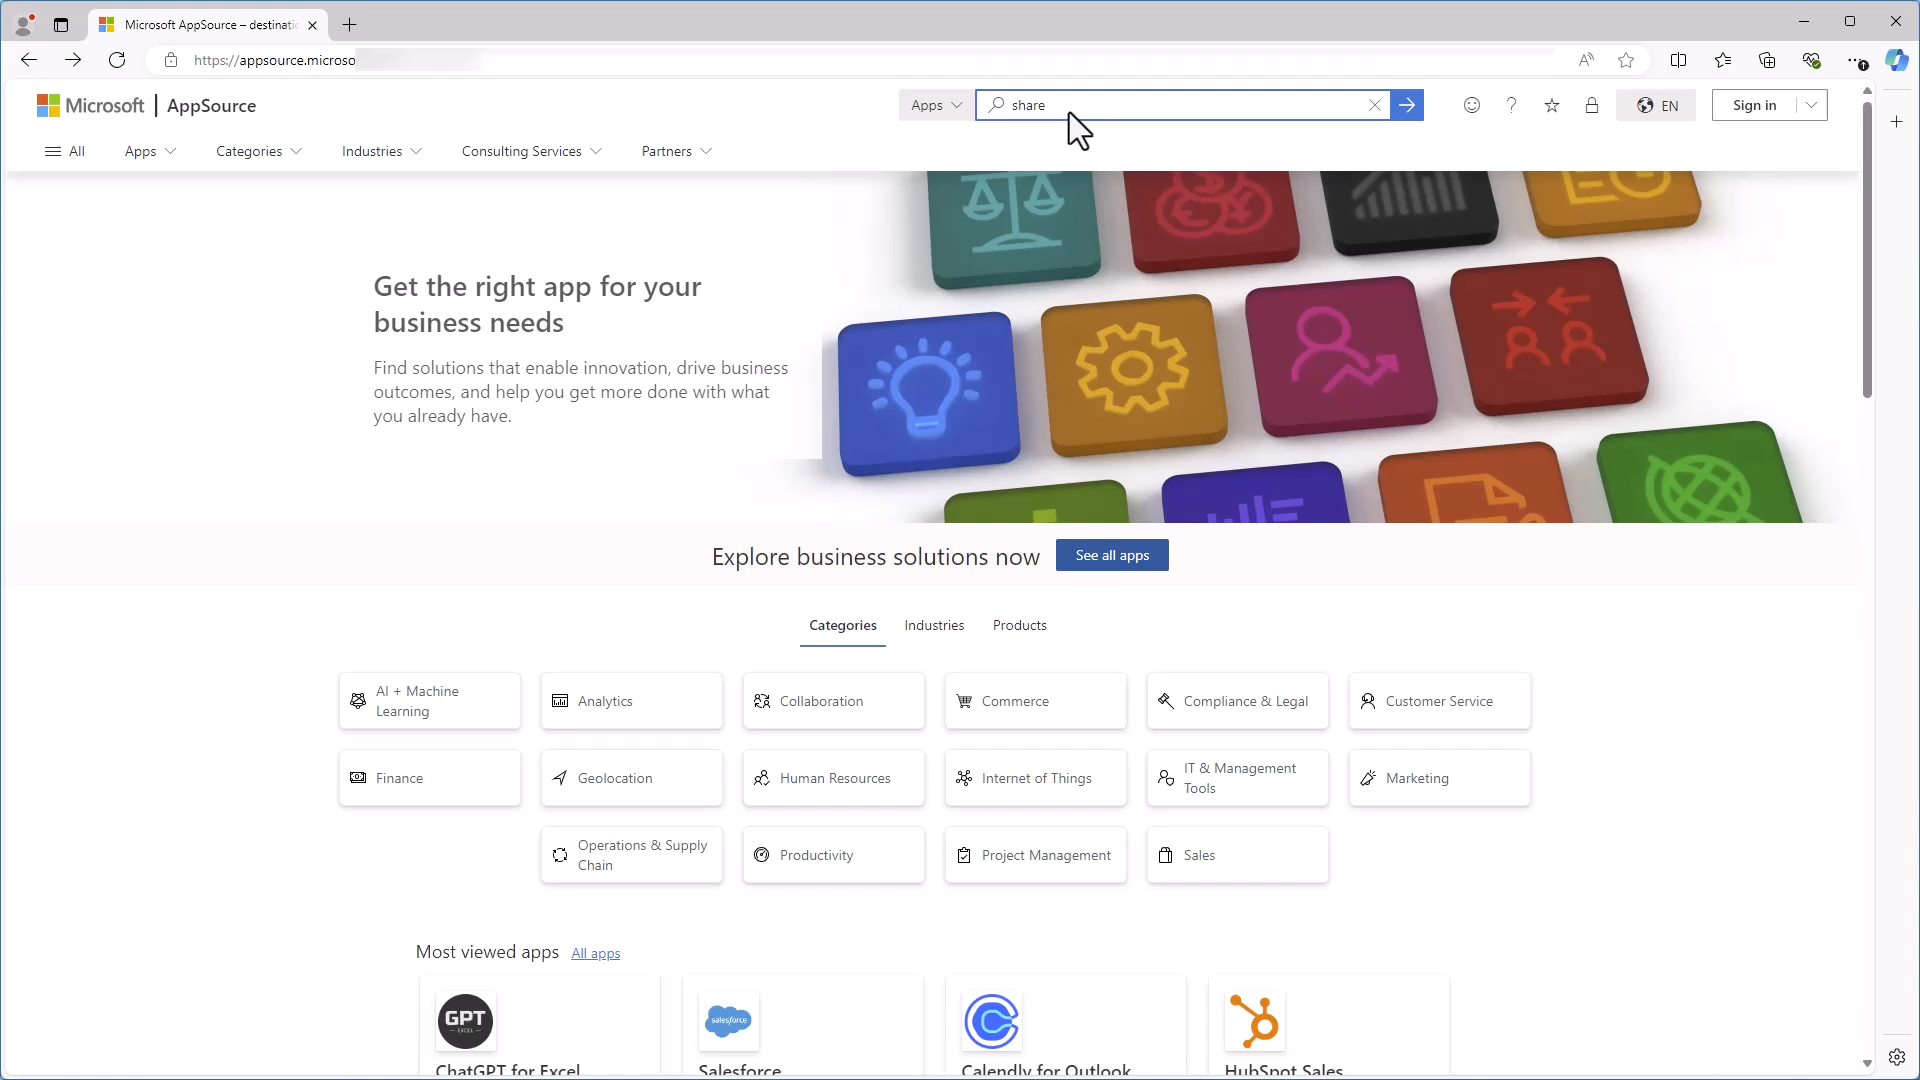 Microsoft AppSource – destinatio
https://appsource.microso
Microsoft | AppSource
Apps
share
EN
Sign in
All
Apps
Categories
Industries
Consulting Services
Partners
Get the right app for your
business needs
Find solutions that enable innovation, drive business
outcomes, and help you get more done with what
you already have.
Explore business solutions now
See all apps
Categories
Industries
Products
AI + Machine
Learning
Analytics
Collaboration
Commerce
Compliance & Legal
Customer Service
Finance
Geolocation
Human Resources
Internet of Things
IT & Management
Tools
Marketing
Operations & Supply
Chain
Productivity
Project Management
Sales
Most viewed apps
All apps
GPT
EXCEL
salesforce
ChatGPT for Excel
Salesforce
Calendly for Outlook
HubSpot Sales